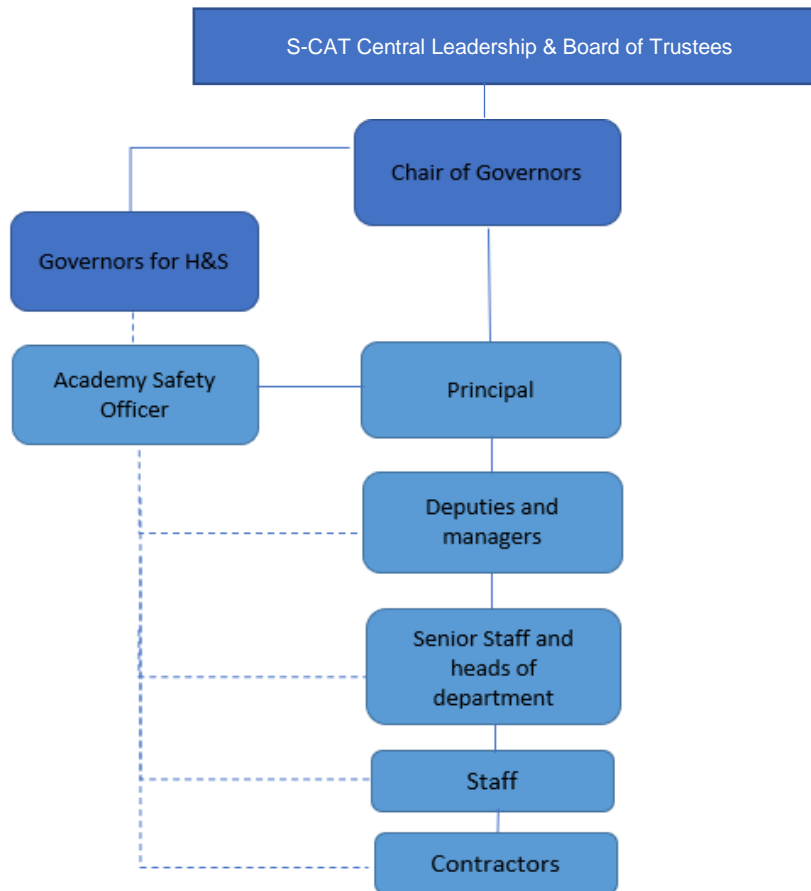 S-CAT Central Leadership & Board of Trustees
Chair of Governors
Governors for H&S
Academy Safety
Officer
Principal
Deputies and
managers
Senior Staff and
heads of
department
Staff
Contractors